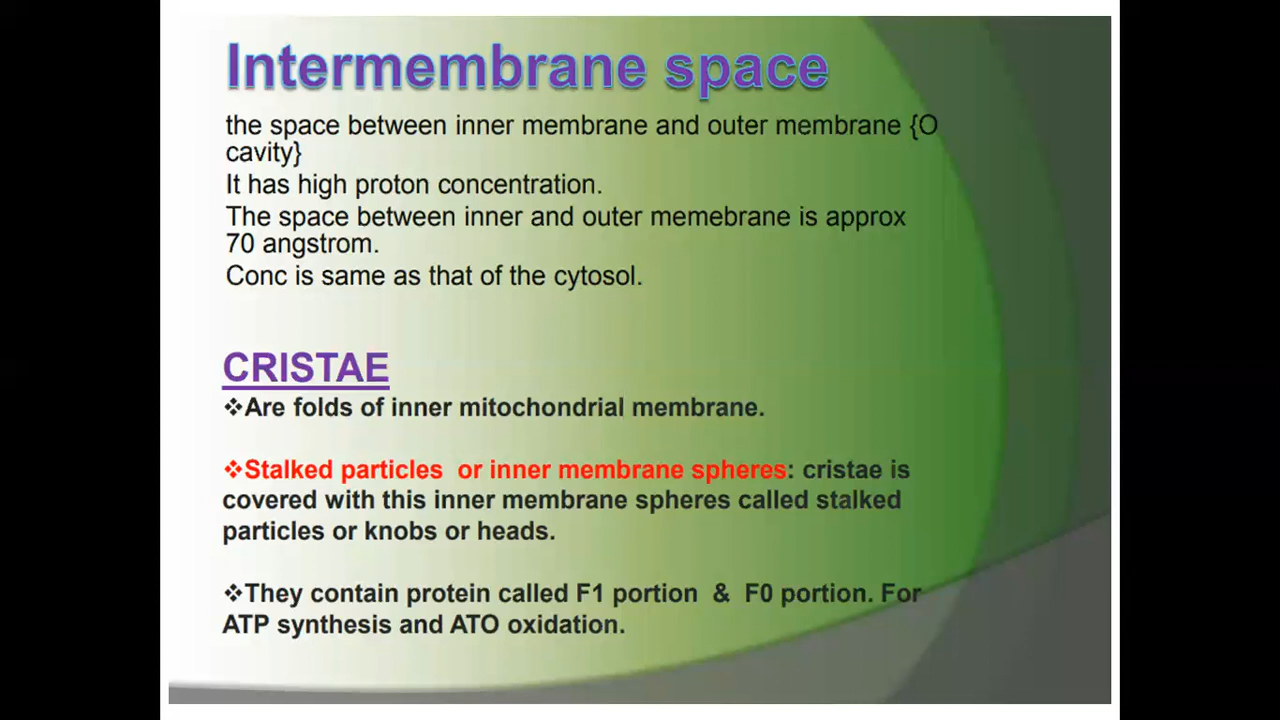 Intermembrane space
the space between inner membrane and outer membrane {O
cavity}
It has high proton concentration.
The space between inner and outer memebrane is approx
70 angstrom.
Conc is same as that of the cytosol.
CRISTAE
❖Are folds of inner mitochondrial membrane.
❖Stalked particles or inner membrane spheres: cristae is
covered with this inner membrane spheres called stalked
particles or knobs or heads.
❖They contain protein called F1 portion & F0 portion. For
ATP synthesis and ATO oxidation.